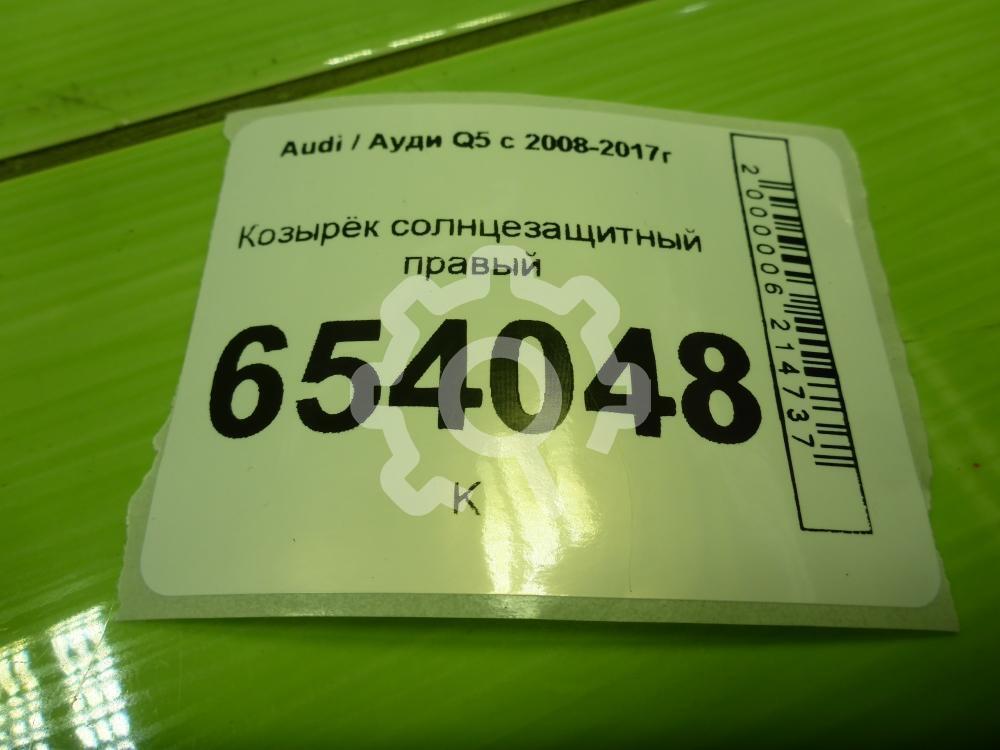 Audi / Ауди Q5 с 2008-2017г
Козырёк солнцезащитный
правый
654048
К
2000006214737